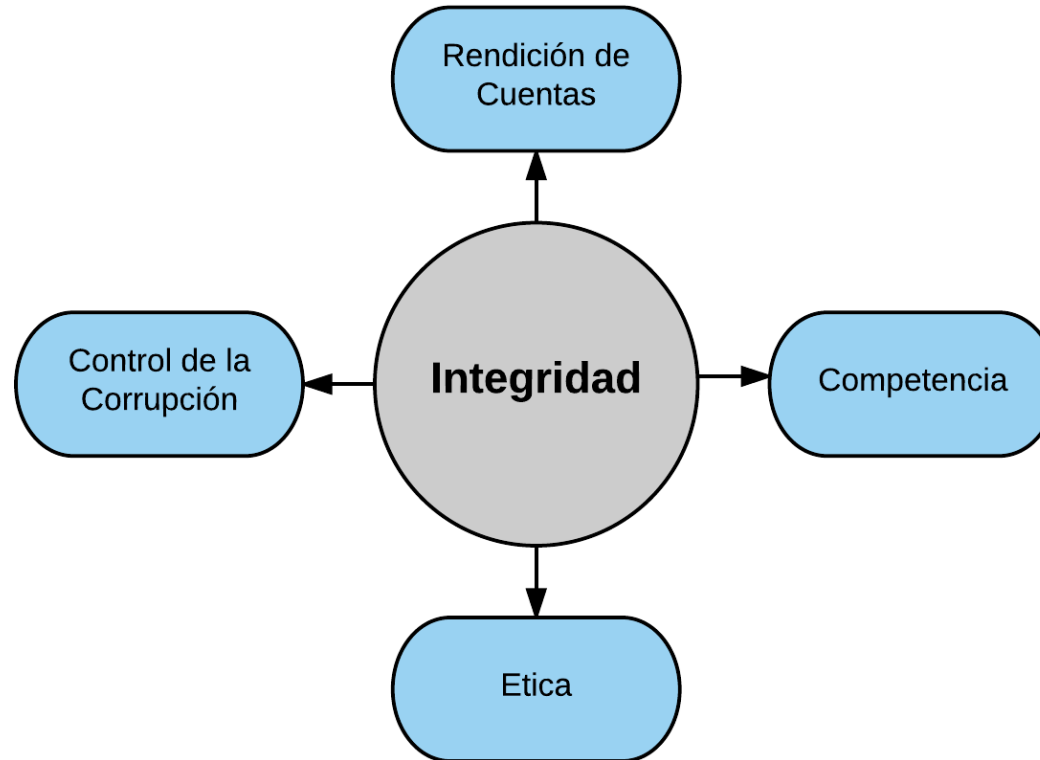 Rendición de
Cuentas
Control de la
Corrupción
Integridad
Competencia
Etica